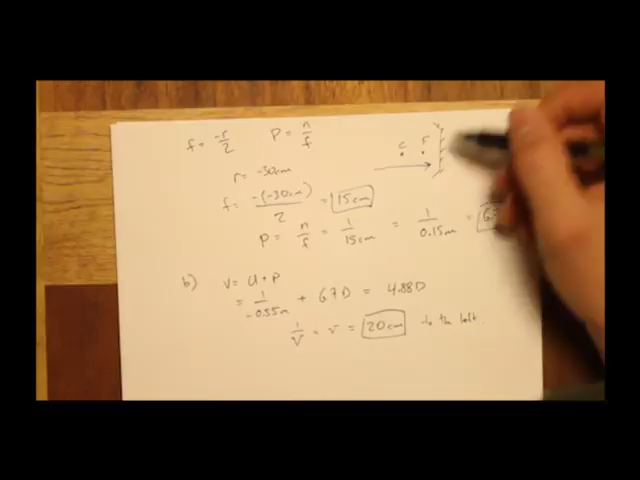 f = -r/2 P = n/f
C F
r = -30cm
f = -(-30cm)/2 = 15cm
P = n/f = 1/15cm = 1/0.15m =
b) V = U + P
= 1/-0.55m + 6.7D = 4.88D
1/V = v = 20cm to the left.